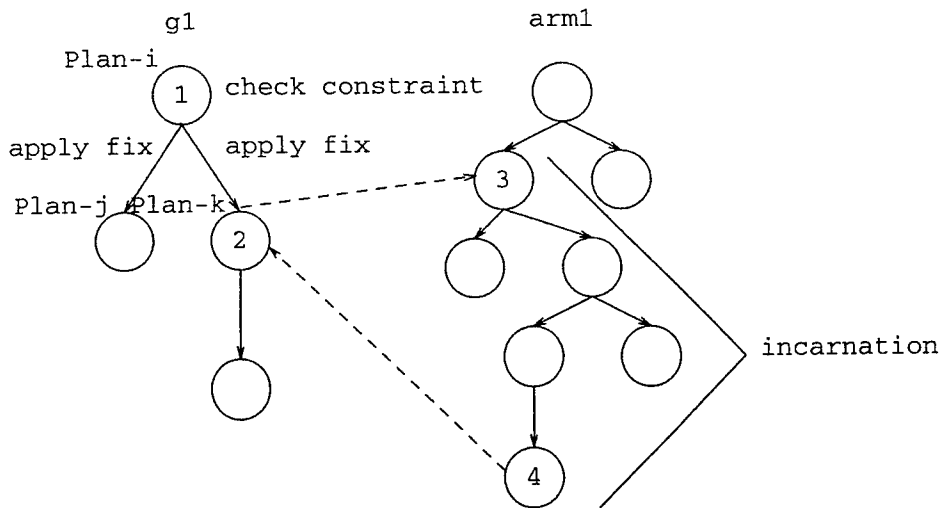 g1
arm1
Plan-i
1
check constraint
apply fix
apply fix
3
Plan-j
Plan-k
2
incarnation
4